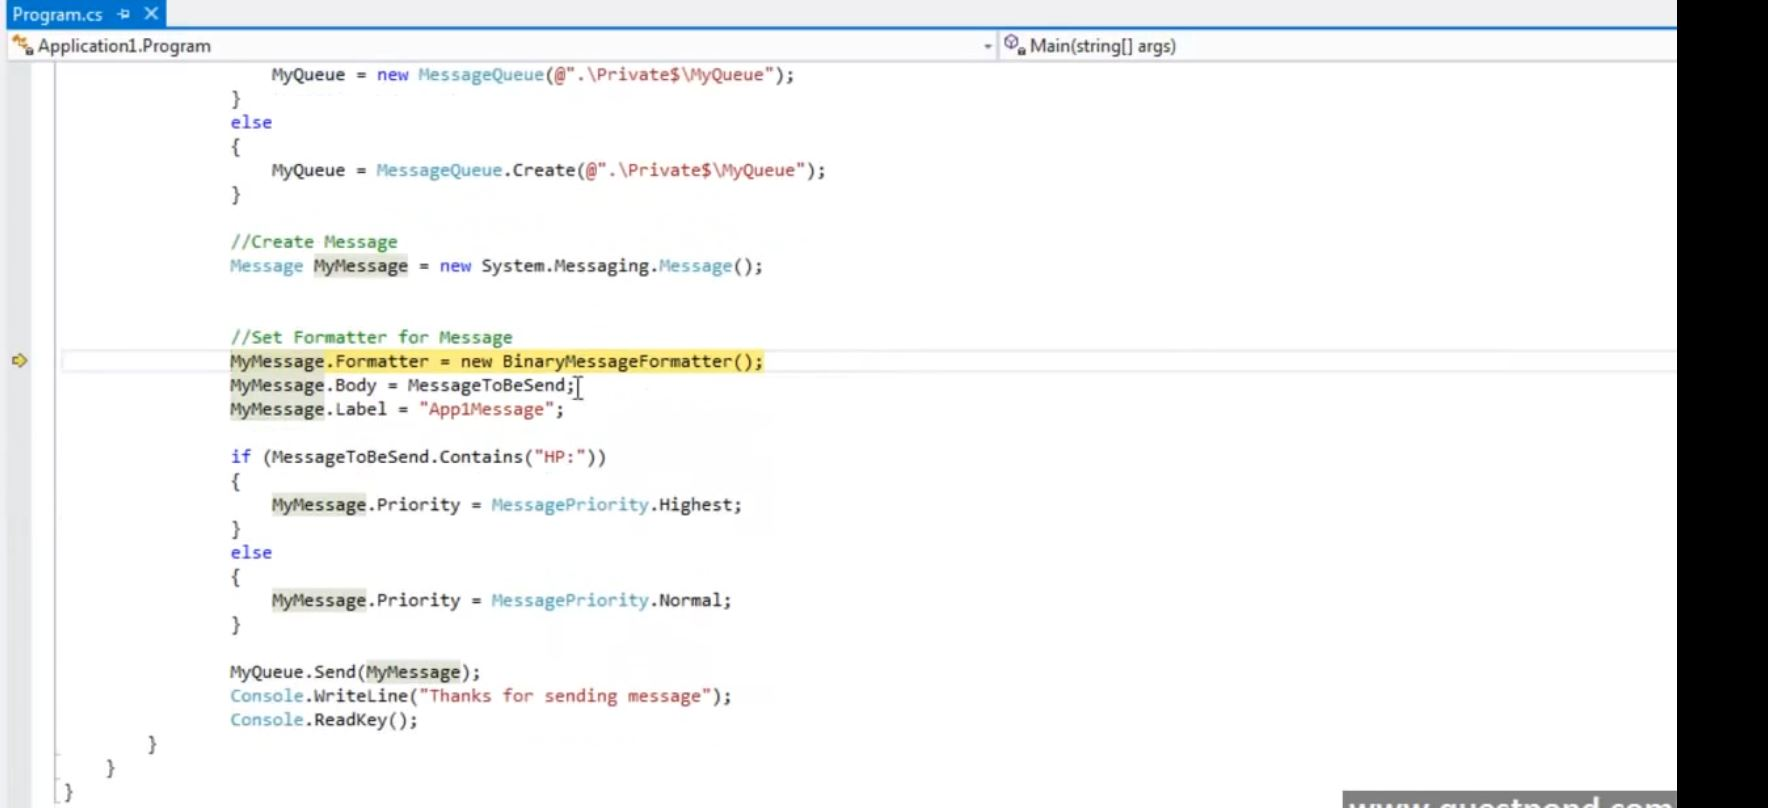 Program.cs
Application1.Program
Main(string[] args)
MyQueue = new MessageQueue(@".\Private$\MyQueue");
}
else
{
MyQueue = MessageQueue.Create(@".\Private$\MyQueue");
}
//Create Message
Message MyMessage = new System.Messaging.Message();
//Set Formatter for Message
MyMessage.Formatter = new BinaryMessageFormatter();
MyMessage.Body = MessageToBeSend;
MyMessage.Label = "App1Message";
if (MessageToBeSend.Contains("HP:"))
{
MyMessage.Priority = MessagePriority.Highest;
}
else
{
MyMessage.Priority = MessagePriority.Normal;
}
MyQueue.Send(MyMessage);
Console.WriteLine("Thanks for sending message");
Console.ReadKey();
}
}
}
www.questpond.com